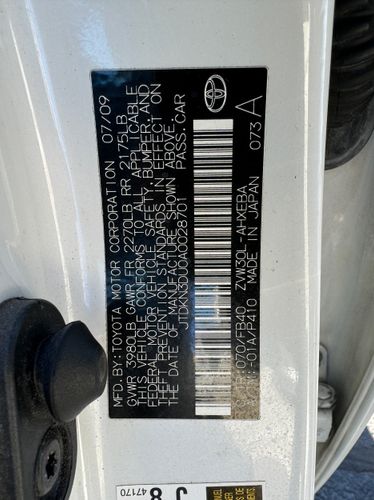 MFD.BY:TOYOTA MOTOR CORPORATION 07/09
GVWR 3980LB GAWR FR 2270LB RR 2175LB
THIS VEHICLE CONFORMS TO ALL APPLICABLE
FEDERAL MOTOR VEHICLE SAFETY, BUMPER, AND
THEFT PREVENTION STANDARDS IN EFFECT ON
THE DATE OF MANUFACTURE SHOWN ABOVE.
JTDKN3DU0A0028701 PASS.CAR
:070/FB40 ZVW30L-AHXEBA
:01A/P410 MADE IN JAPAN
073 A
J 8
47170